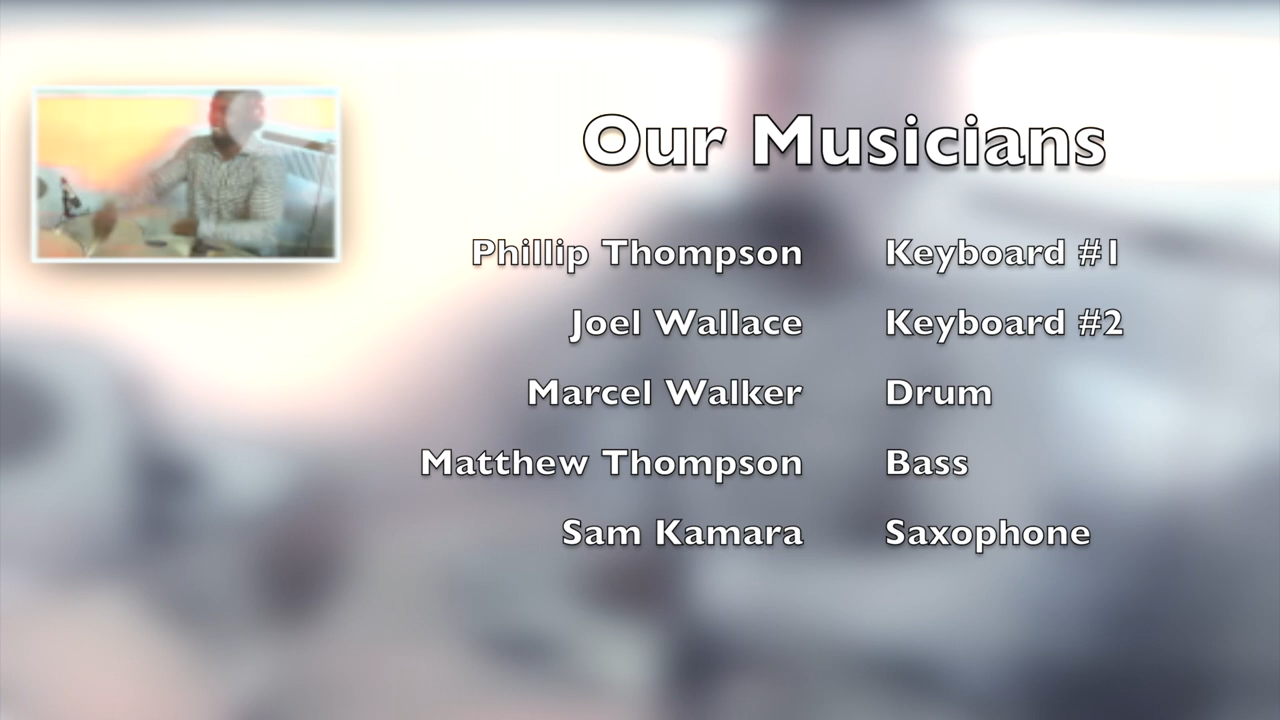 Our Musicians
Phillip Thompson Keyboard #1
Joel Wallace Keyboard #2
Marcel Walker Drum
Matthew Thompson Bass
Sam Kamara Saxophone